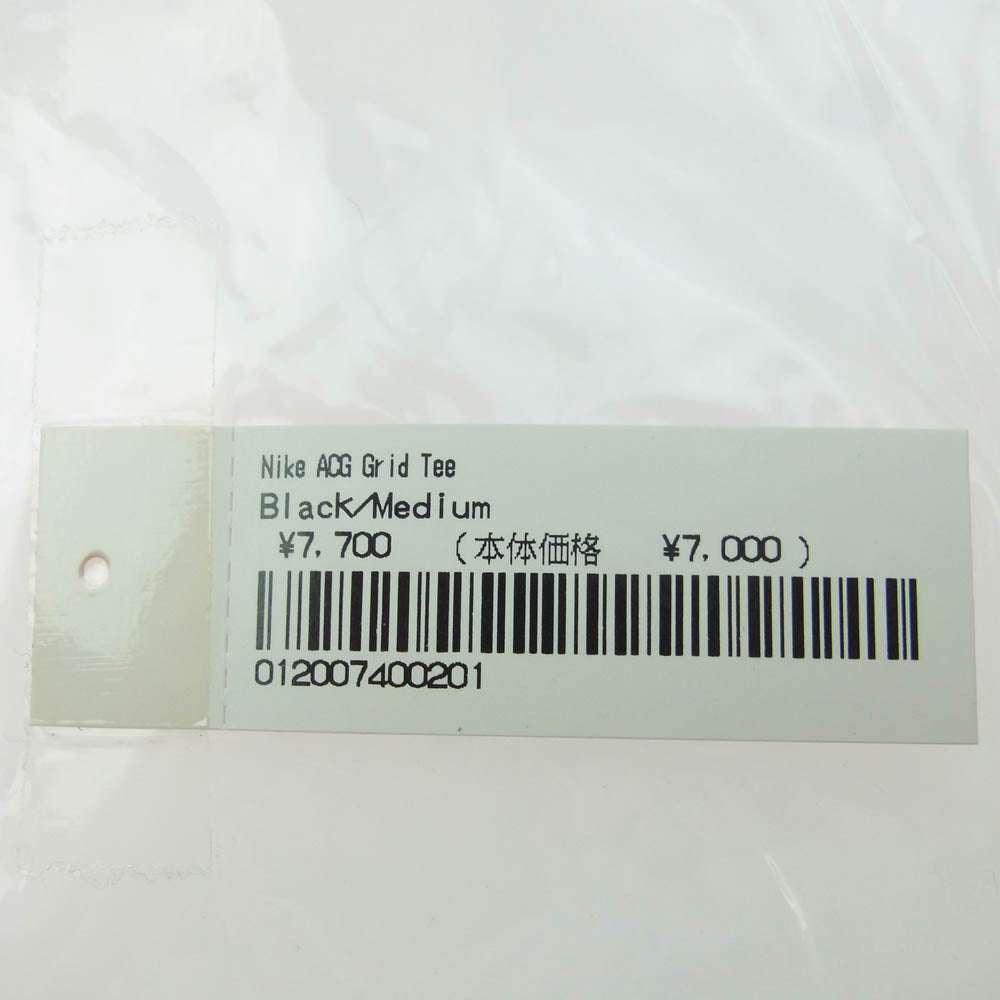 Nike ACG Grid Tee
Black/Medium
¥7,700 (本体価格 ¥7,000)
012007400201